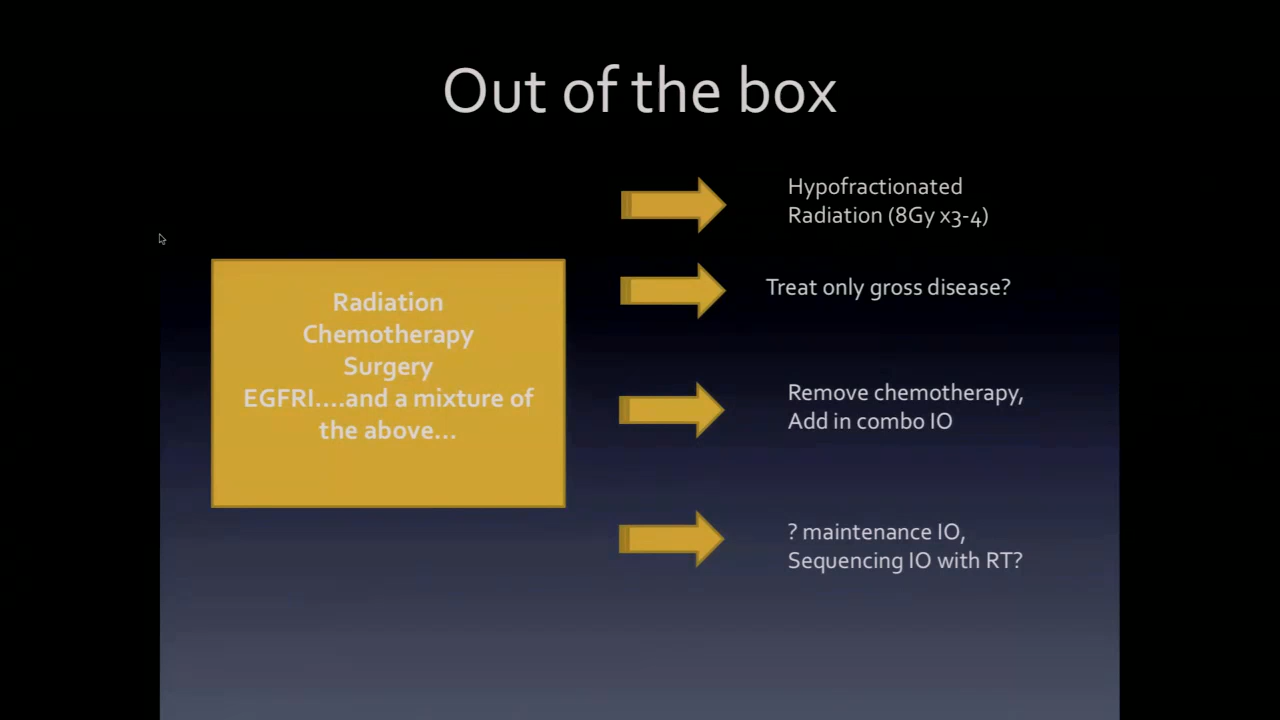 Out of the box
Radiation
Chemotherapy
Surgery
EGFRI....and a mixture of
the above...
Hypofractionated
Radiation (8Gy x3-4)
Treat only gross disease?
Remove chemotherapy,
Add in combo IO
? maintenance IO,
Sequencing IO with RT?